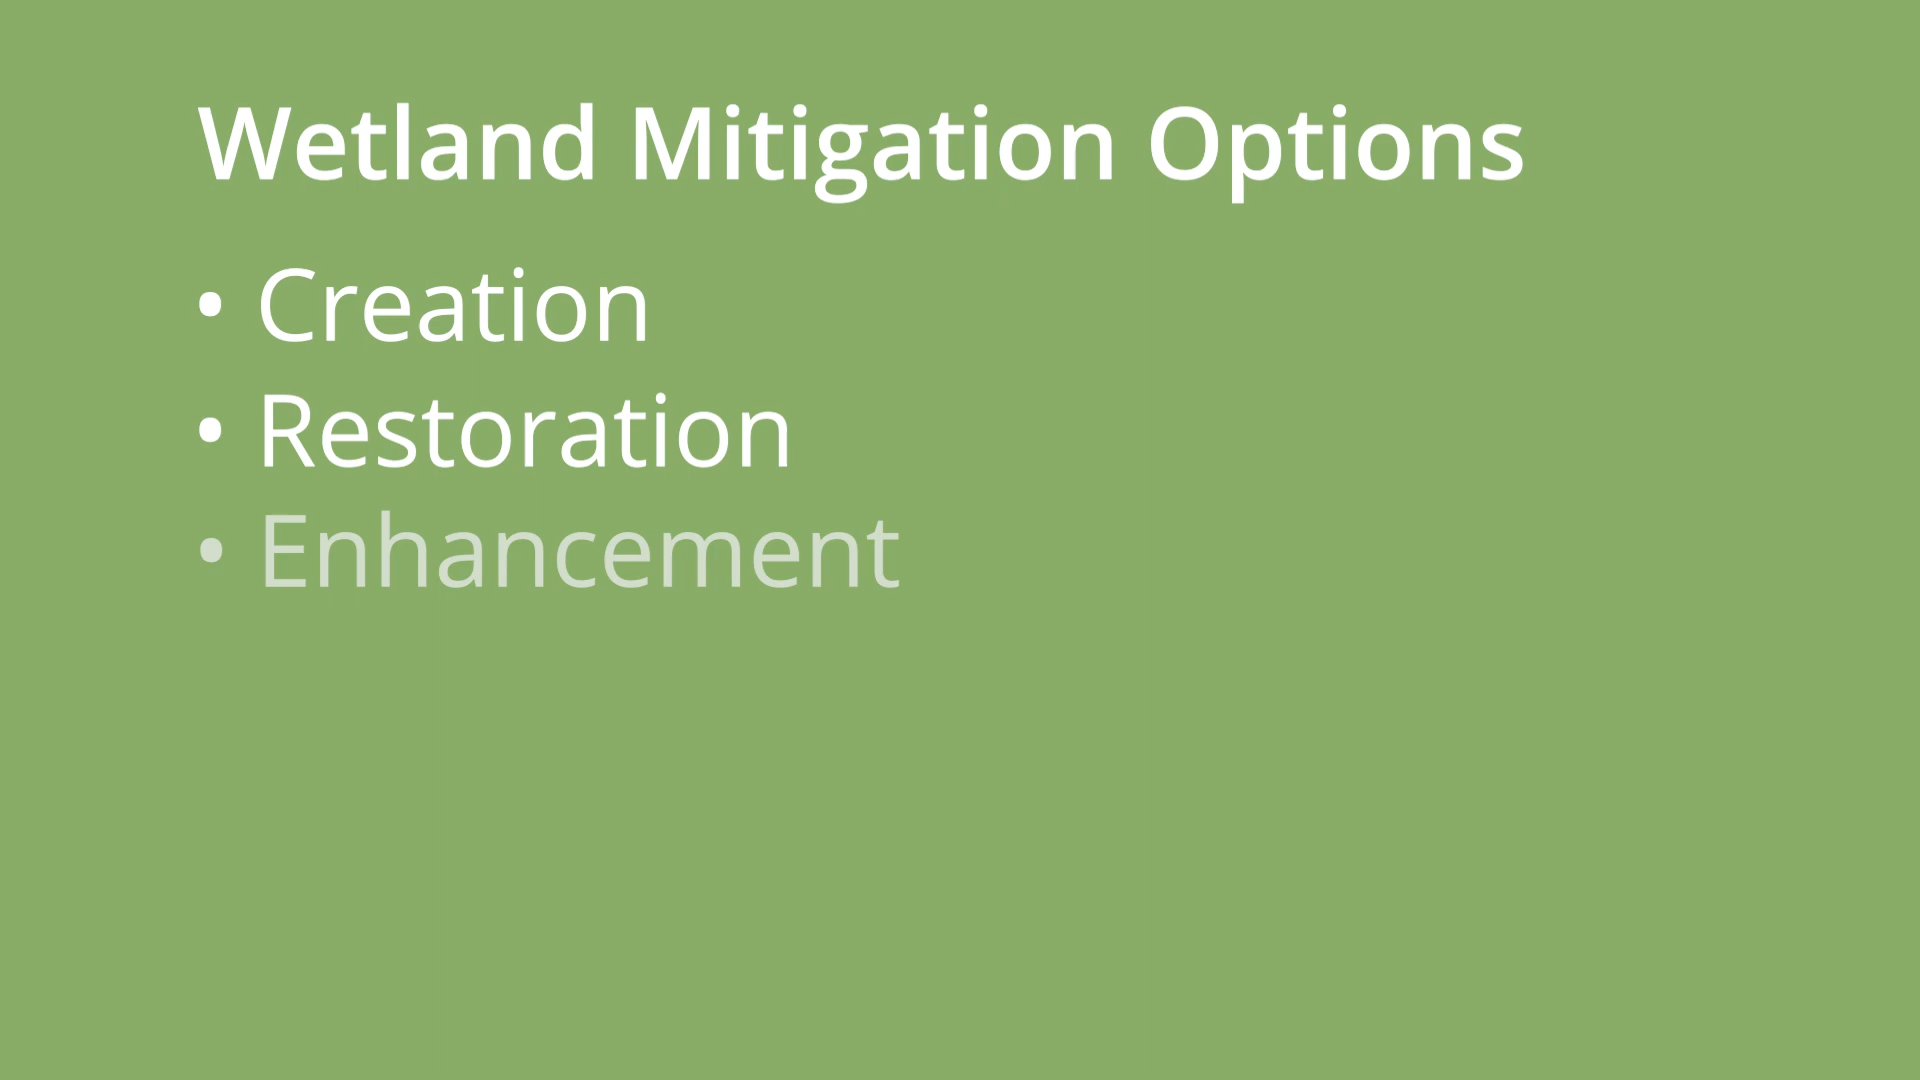 Wetland Mitigation Options
• Creation
• Restoration
• Enhancement